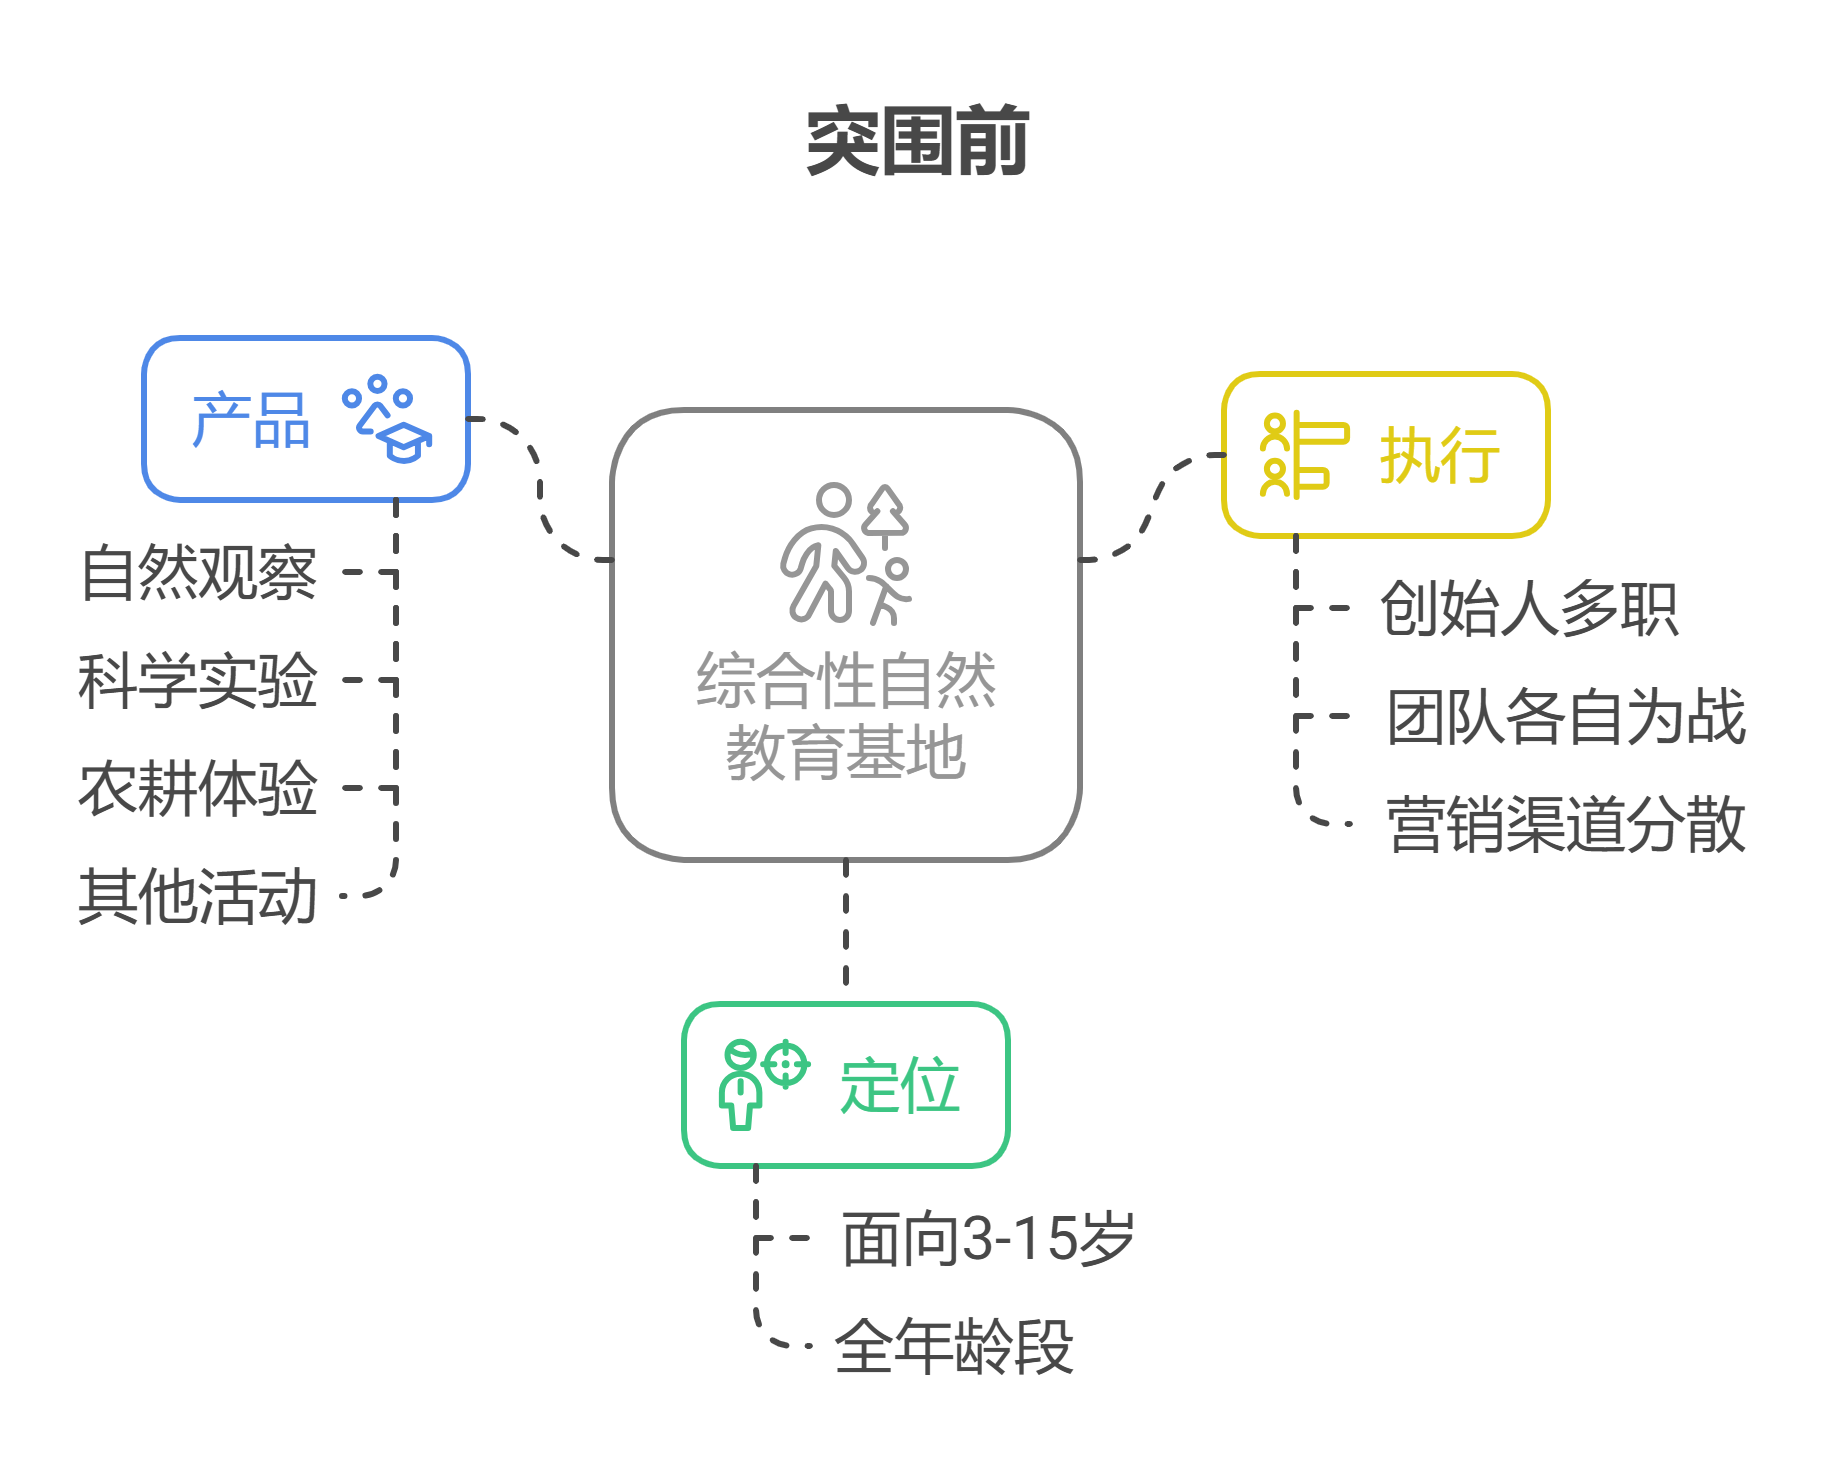 突围前
产品
自然观察
科学实验
农耕体验
其他活动
综合性自然
教育基地
执行
创始人多职
团队各自为战
营销渠道分散
定位
面向3-15岁
全年龄段